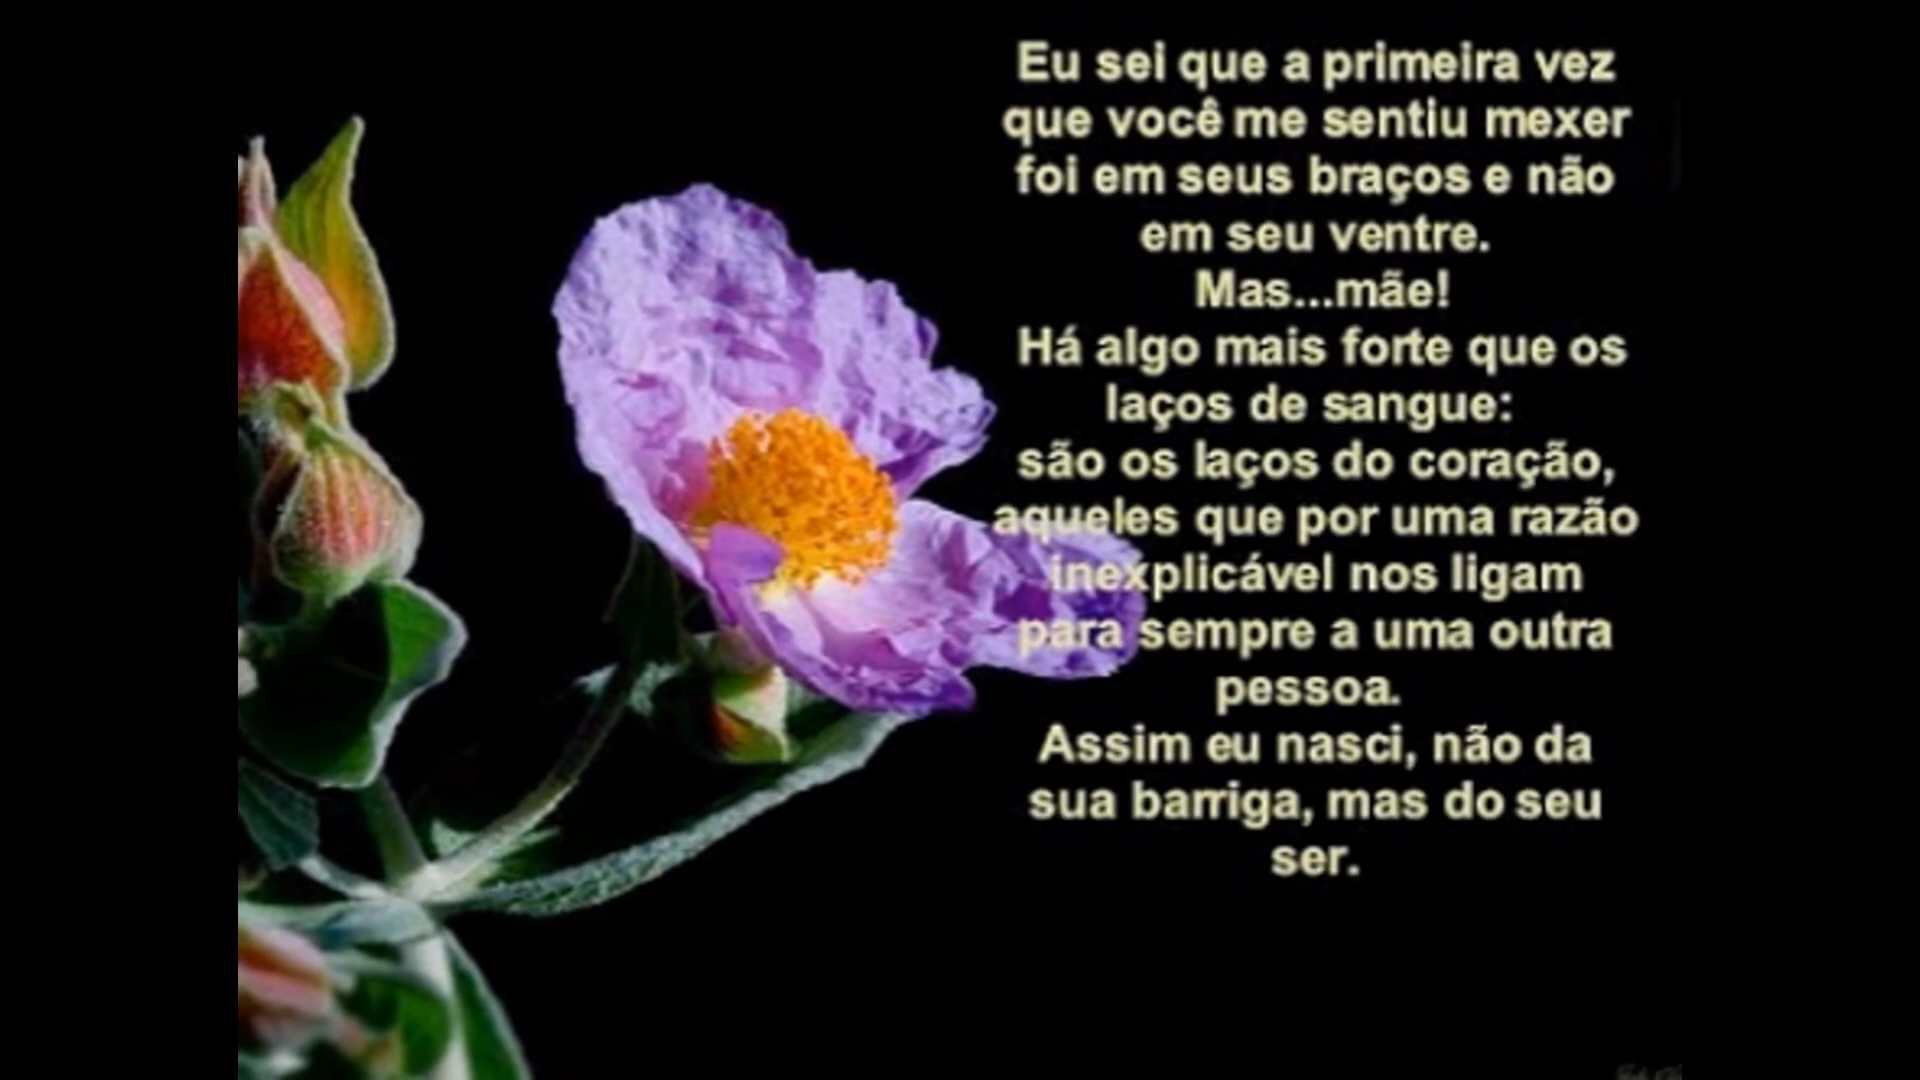 Eu sei que a primeira vez
que você me sentiu mexer
foi em seus braços e não
em seu ventre.
Mas...mãe!
Há algo mais forte que os
laços de sangue:
são os laços do coração,
aqueles que por uma razão
inexplicável nos ligam
para sempre a uma outra
pessoa.
Assim eu nasci, não da
sua barriga, mas do seu
ser.